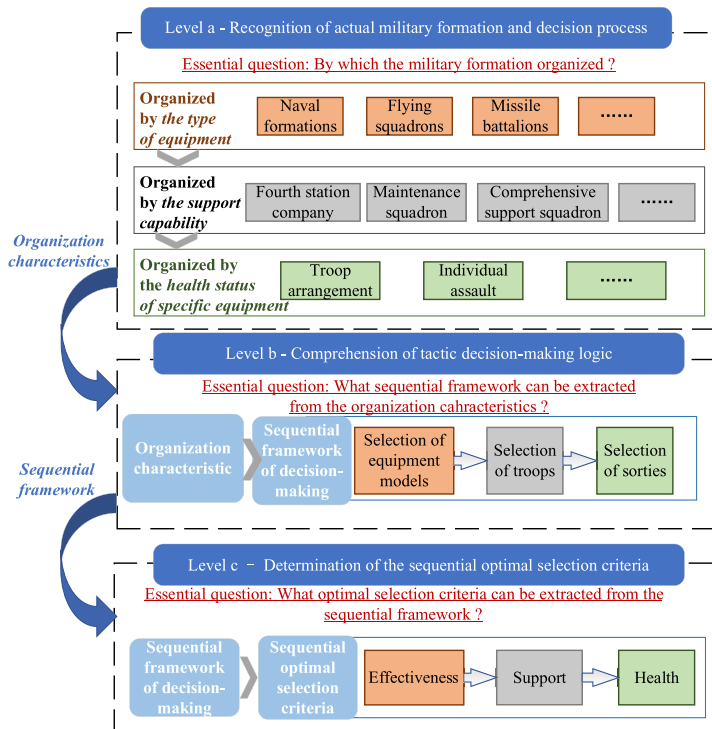 Level a - Recognition of actual military formation and decision process
Essential question: By which the military formation organized ?
Organized
by the type
of equipment
Naval
formations
Flying
squadrons
Missile
battalions
......
Organized
by the support
capability
Fourth station
company
Maintenance
squadron
Comprehensive
support squadron
......
Organization
characteristics
Organized by
the health status
of specific equipment
Troop
arrangement
Individual
assault
......
Level b - Comprehension of tactic decision-making logic
Essential question: What sequential framework can be extracted
from the organization cahracteristics ?
Organization
characteristic
Sequential
framework
of decision-
making
Selection of
equipment
models
Selection
of troops
Selection
of sorties
Sequential
framework
Level c － Determination of the sequential optimal selection criteria
Essential question: What optimal selection criteria can be extracted from the
sequential framework ?
Sequential
framework
of decision-
making
Sequential
optimal
selection
criteria
Effectiveness
Support
Health